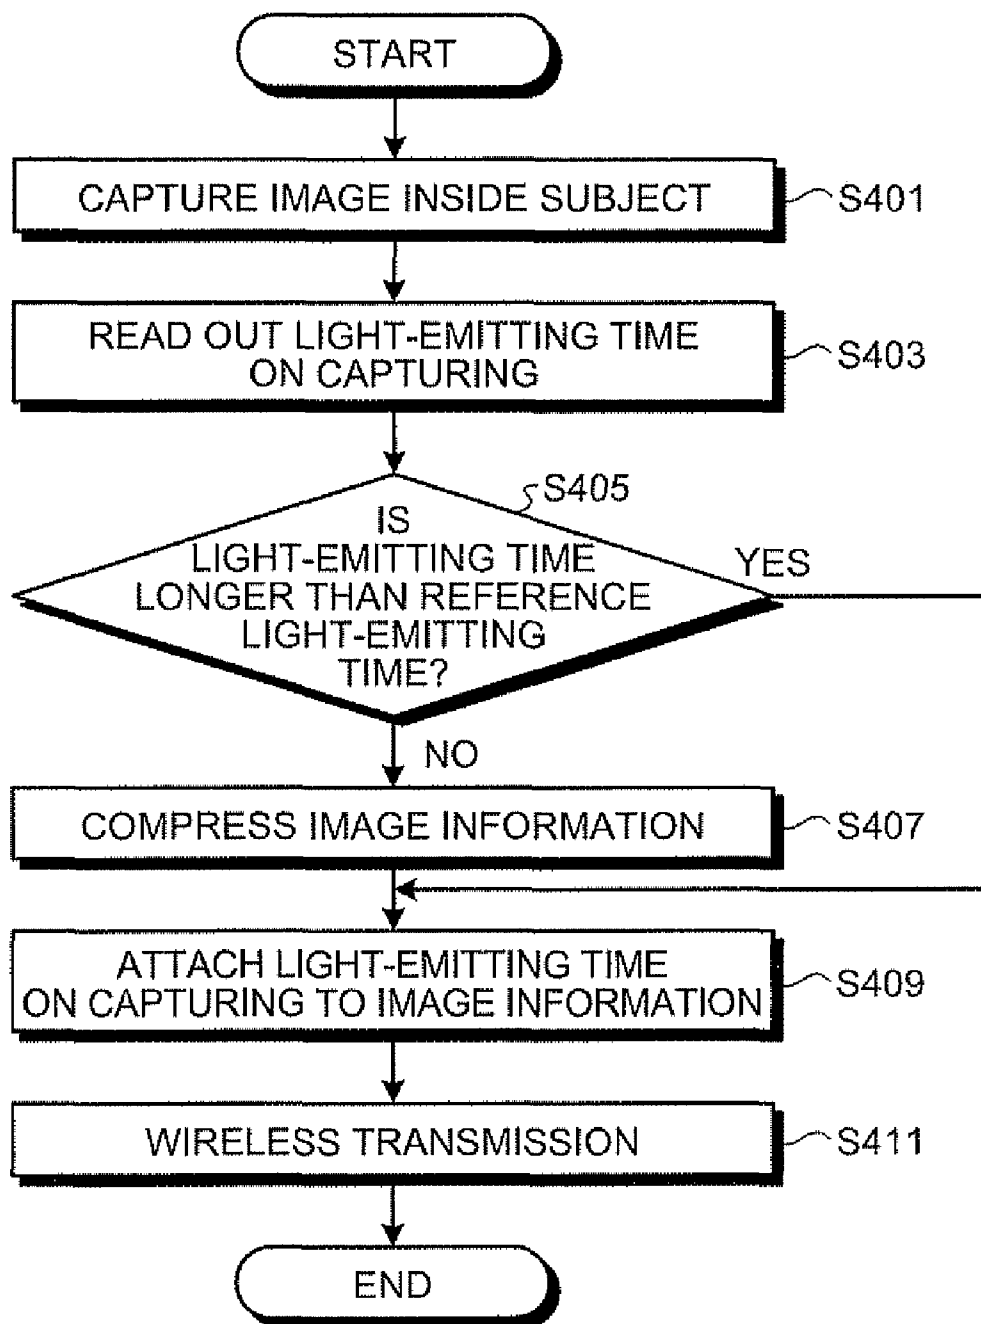 START
CAPTURE IMAGE INSIDE SUBJECT
S401
READ OUT LIGHT-EMITTING TIME
ON CAPTURING
S403
S405
IS
LIGHT-EMITTING TIME
LONGER THAN REFERENCE
LIGHT-EMITTING
TIME?
YES
NO
COMPRESS IMAGE INFORMATION
S407
ATTACH LIGHT-EMITTING TIME
ON CAPTURING TO IMAGE INFORMATION
S409
WIRELESS TRANSMISSION
S411
END